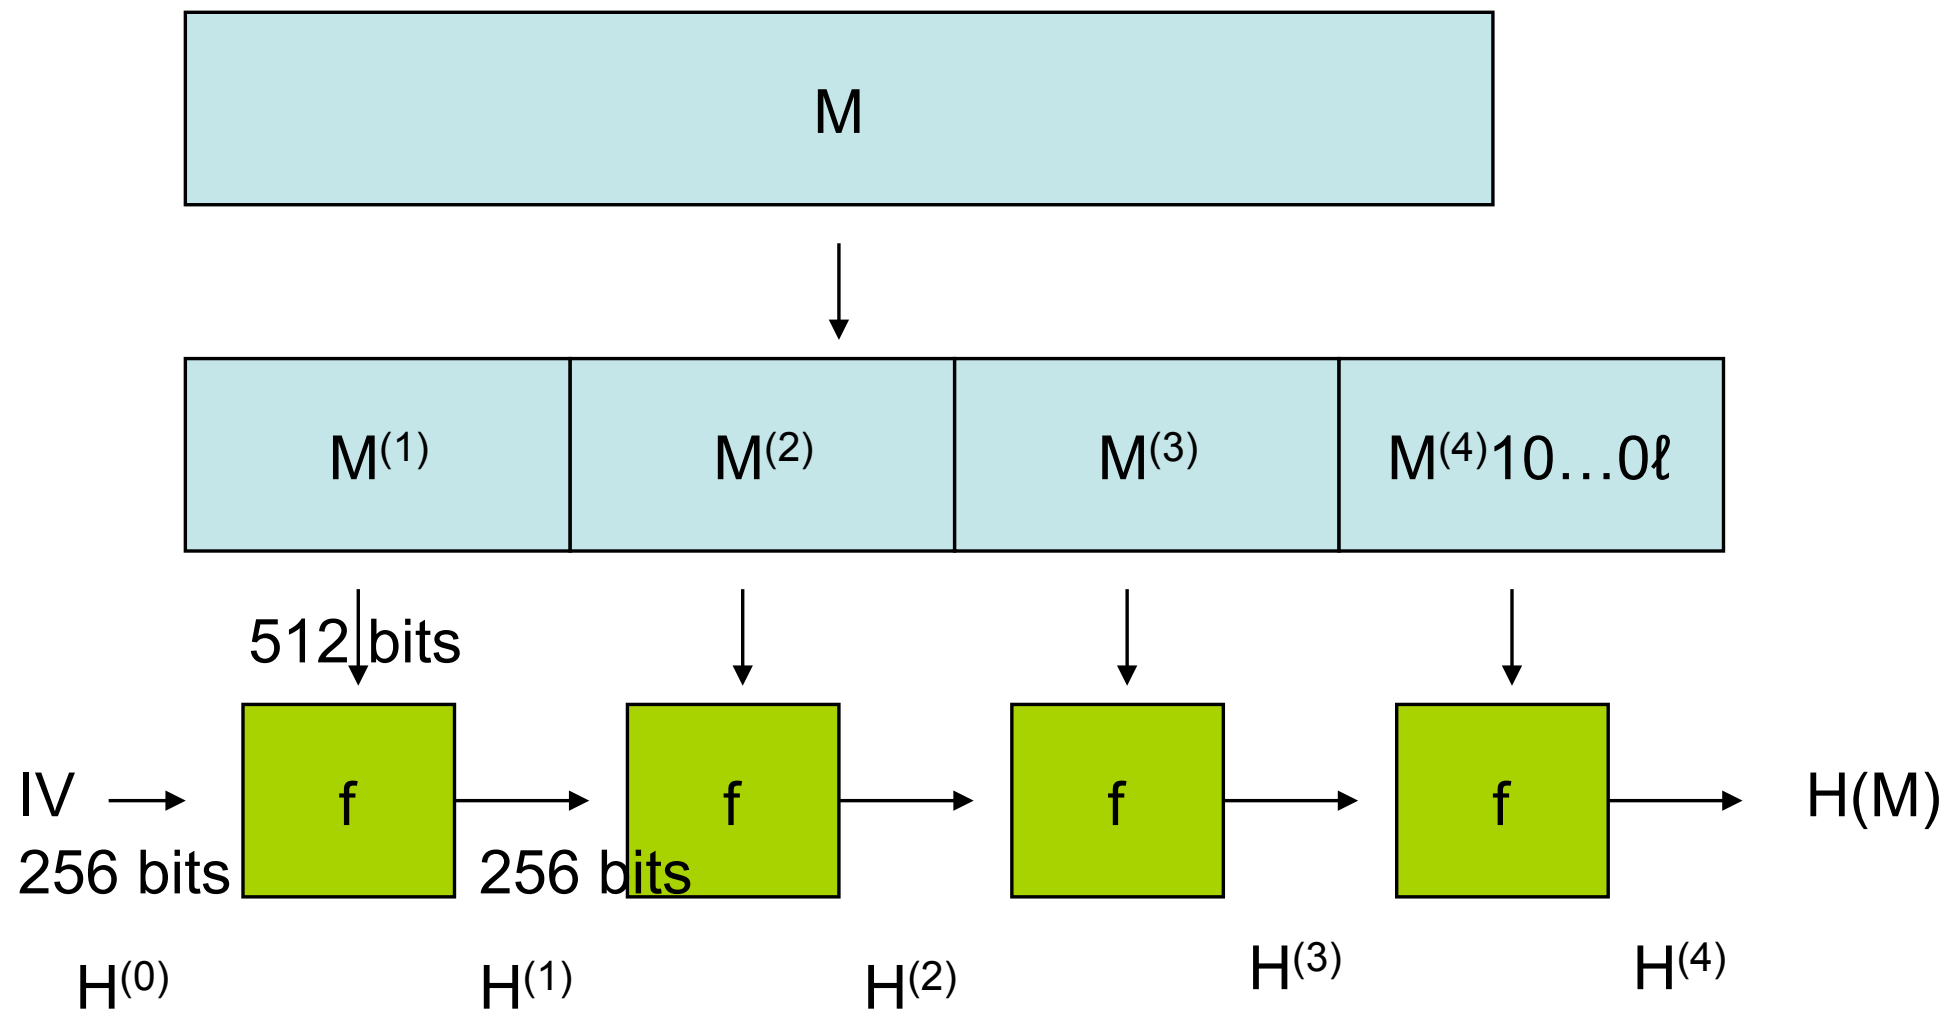 M
M⁽¹⁾ M⁽²⁾ M⁽³⁾ M⁽⁴⁾10…0ℓ
512 bits
IV f f f f H(M)
256 bits 256 bits
H⁽⁰⁾ H⁽¹⁾ H⁽²⁾ H⁽³⁾ H⁽⁴⁾